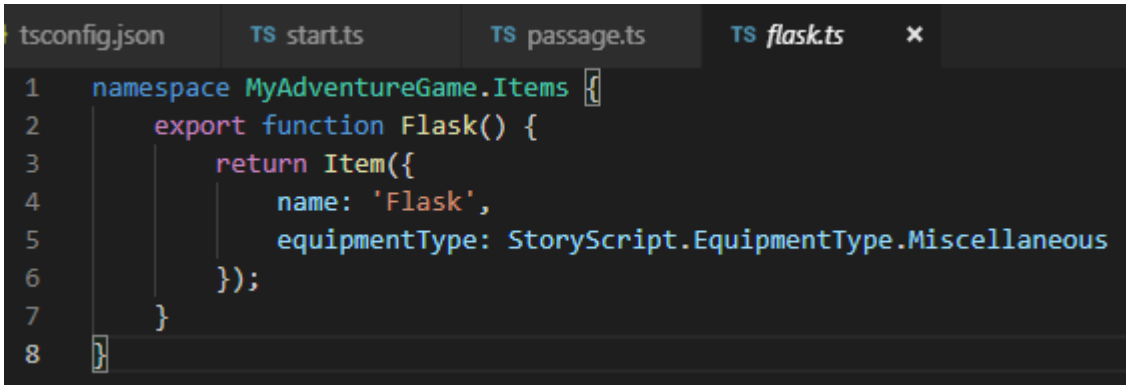 tsconfig.json TS start.ts TS passage.ts TS flask.ts ×
1 namespace MyAdventureGame.Items {
2     export function Flask() {
3         return Item({
4             name: 'Flask',
5             equipmentType: StoryScript.EquipmentType.Miscellaneous
6         });
7     }
8 }